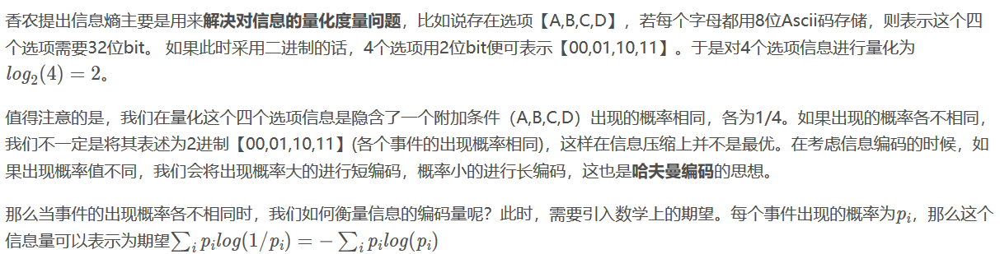 香农提出信息熵主要是用来解决对信息的量化度量问题，比如说存在选项【A,B,C,D】，若每个字母都用8位Ascii码存储，则表示这个四
个选项需要32位bit。 如果此时采用二进制的话，4个选项用2位bit便可表示【00,01,10,11】。于是对4个选项信息进行量化为
log₂(4) = 2。
值得注意的是，我们在量化这个四个选项信息是隐含了一个附加条件（A,B,C,D）出现的概率相同，各为1/4。如果出现的概率各不相同，
我们不一定是将其表述为2进制【00,01,10,11】(各个事件的出现概率相同)，这样在信息压缩上并不是最优。在考虑信息编码的时候，如
果出现概率值不同，我们会将出现概率大的进行短编码，概率小的进行长编码，这也是哈夫曼编码的思想。
那么当事件的出现概率各不相同时，我们如何衡量信息的编码量呢？此时，需要引入数学上的期望。每个事件出现的概率为pᵢ，那么这个
信息量可以表示为期望∑ᵢ pᵢlog(1/pᵢ) = −∑ᵢ pᵢlog(pᵢ)